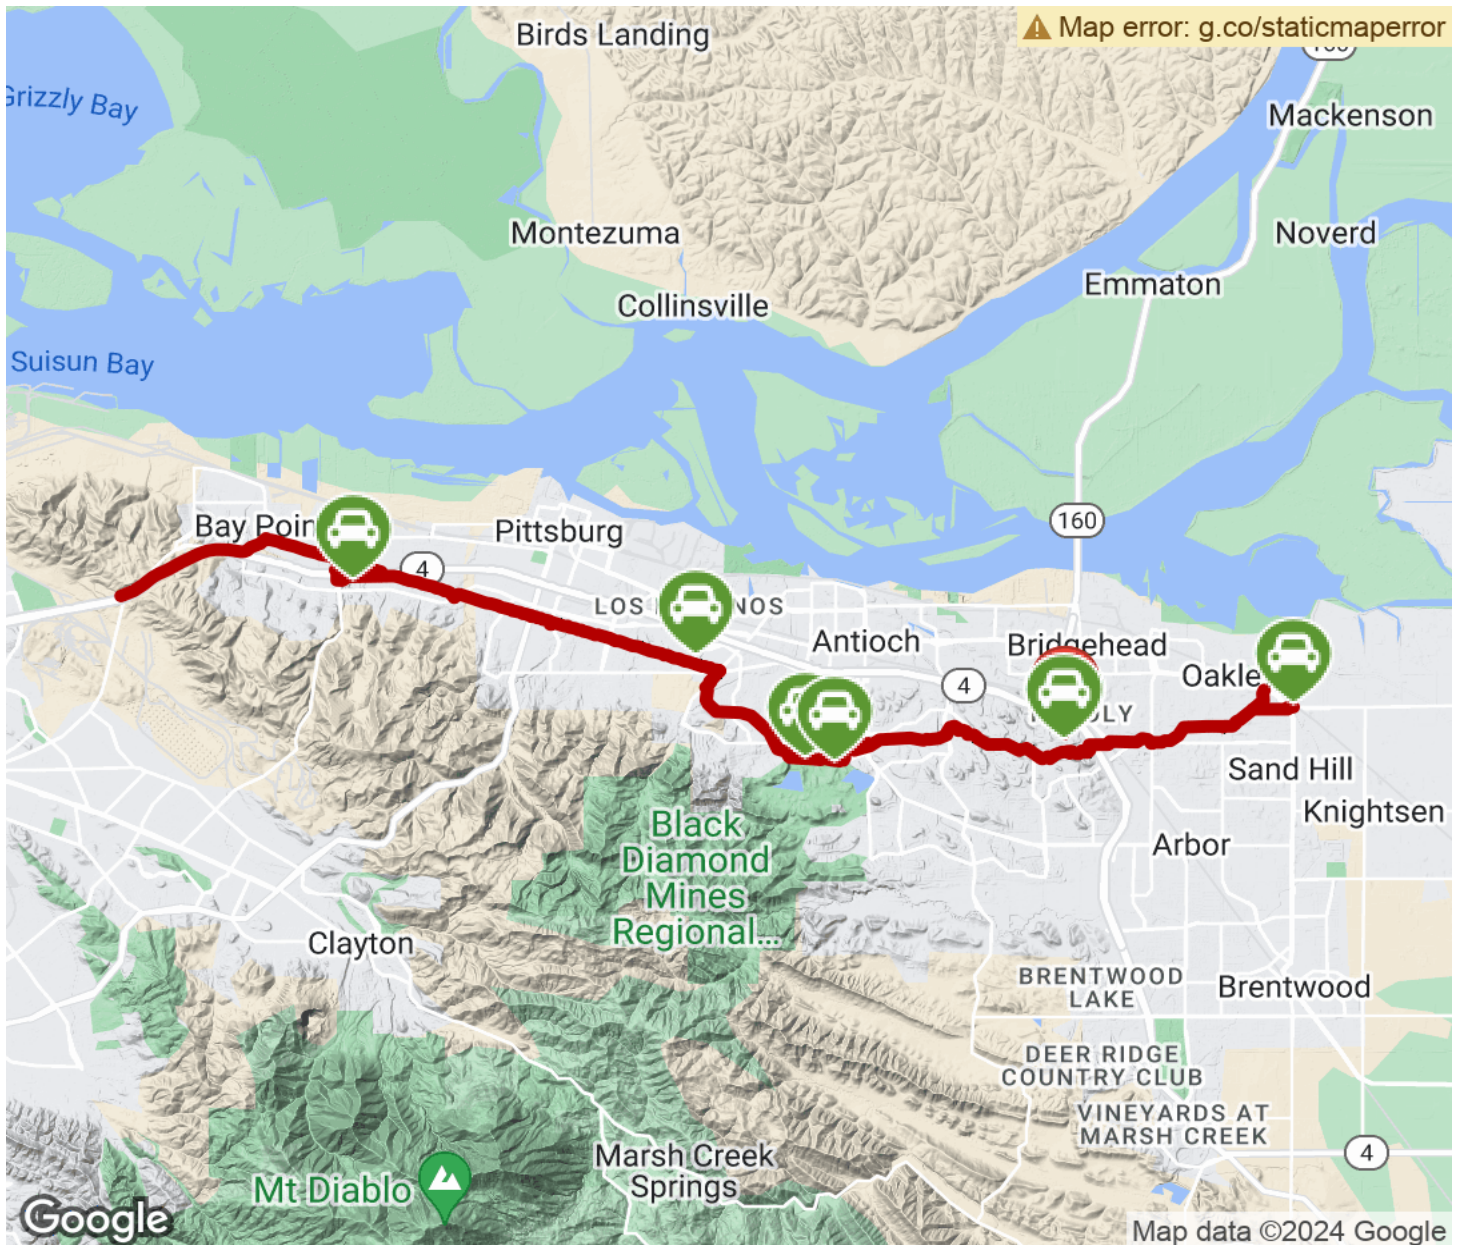 Birds Landing
Map error: g.co/staticmaperror
Grizzly Bay
Mackenson
Montezuma
Noverd
Emmaton
Collinsville
Suisun Bay
160
Bay Poin
Pittsburg
4
LOS NOS
Antioch
Bridgehead
4
Oakle
OLY
Sand Hill
Knightsen
Black
Diamond
Mines
Regional...
Arbor
Clayton
BRENTWOOD
LAKE
Brentwood
DEER RIDGE
COUNTRY CLUB
VINEYARDS AT
MARSH CREEK
4
Marsh Creek
Springs
Mt Diablo
Google
Map data ©2024 Google